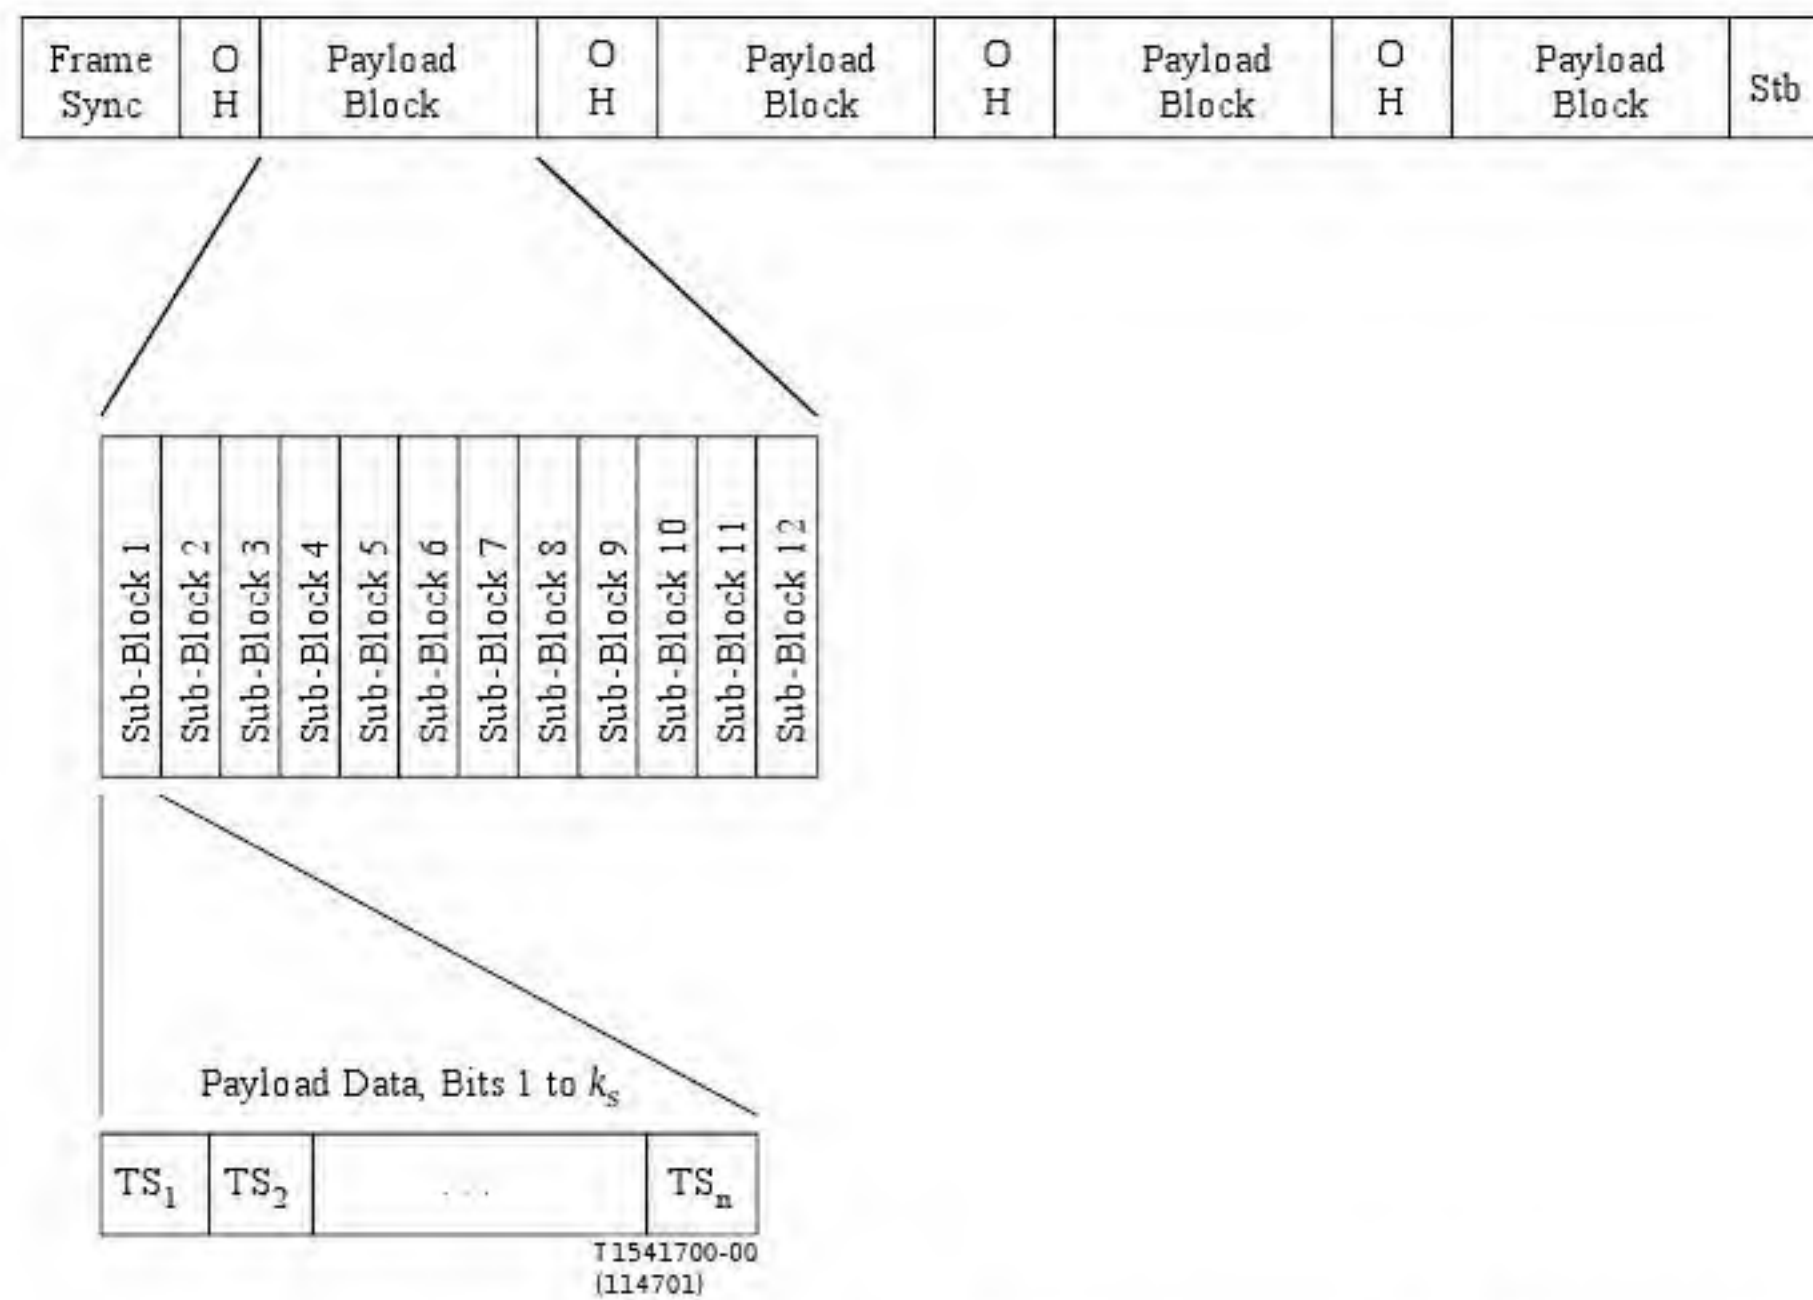 Frame Sync
O H
Payload Block
O H
Payload Block
O H
Payload Block
O H
Payload Block
Stb
Sub-Block 1
Sub-Block 2
Sub-Block 3
Sub-Block 4
Sub-Block 5
Sub-Block 6
Sub-Block 7
Sub-Block 8
Sub-Block 9
Sub-Block 10
Sub-Block 11
Sub-Block 12
Payload Data, Bits 1 to kₛ
TS₁
TS₂
...
TSₙ
T1541700-00
(114701)